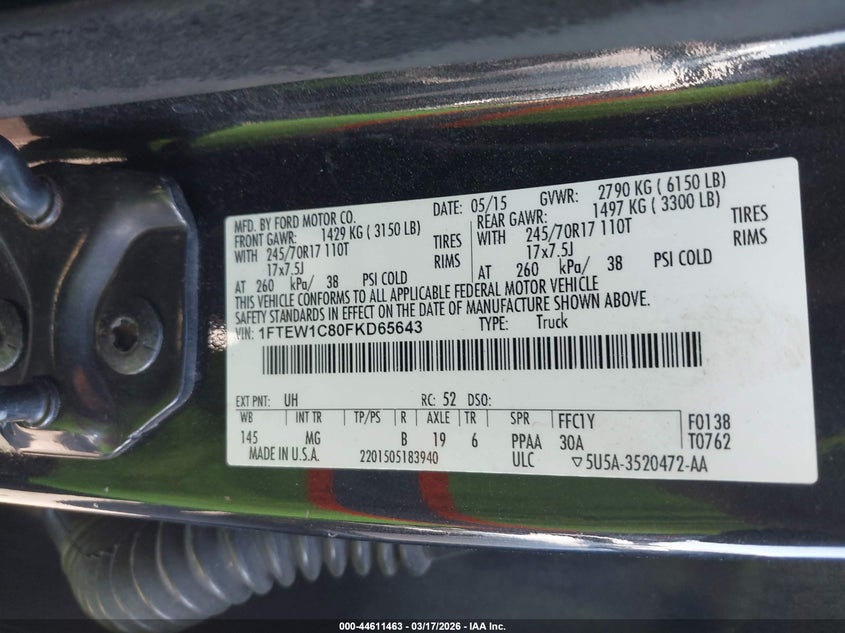 MFD. BY FORD MOTOR CO. DATE: 05/15 GVWR: 2790 KG ( 6150 LB)
FRONT GAWR: 1429 KG ( 3150 LB) REAR GAWR: 1497 KG ( 3300 LB)
WITH 245/70R17 110T TIRES WITH 245/70R17 110T TIRES
17x7.5J RIMS 17x7.5J RIMS
AT 260 kPa/ 38 PSI COLD AT 260 kPa/ 38 PSI COLD
THIS VEHICLE CONFORMS TO ALL APPLICABLE FEDERAL MOTOR VEHICLE
SAFETY STANDARDS IN EFFECT ON THE DATE OF MANUFACTURE SHOWN ABOVE.
VIN: 1FTEW1C80FKD65643 TYPE: Truck
EXT PNT: UH RC: 52 DSO:
WB INT TR TP/PS R AXLE TR SPR FFC1Y F0138
145 MG B 19 6 PPAA 30A T0762
MADE IN U.S.A. 2201505183940 ULC ▽5U5A-3520472-AA
000-44611463 - 03/17/2026 - IAA Inc.